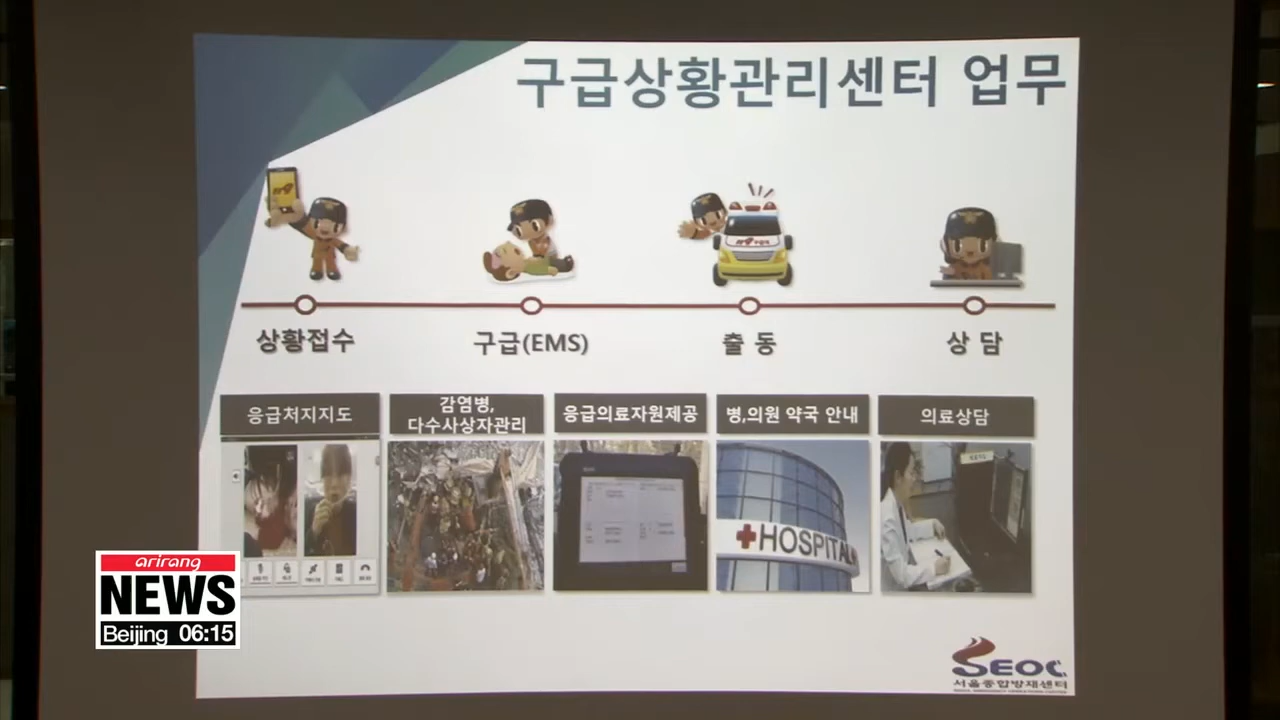 구급상황관리센터 업무
상황접수
구급(EMS)
출 동
상 담
응급처치지도
감염병,
다수사상자관리
응급의료자원제공
병,의원 약국 안내
의료상담
HOSPITAL
arirang
NEWS
Beijing 06:15
SEOC
서울종합방재센터